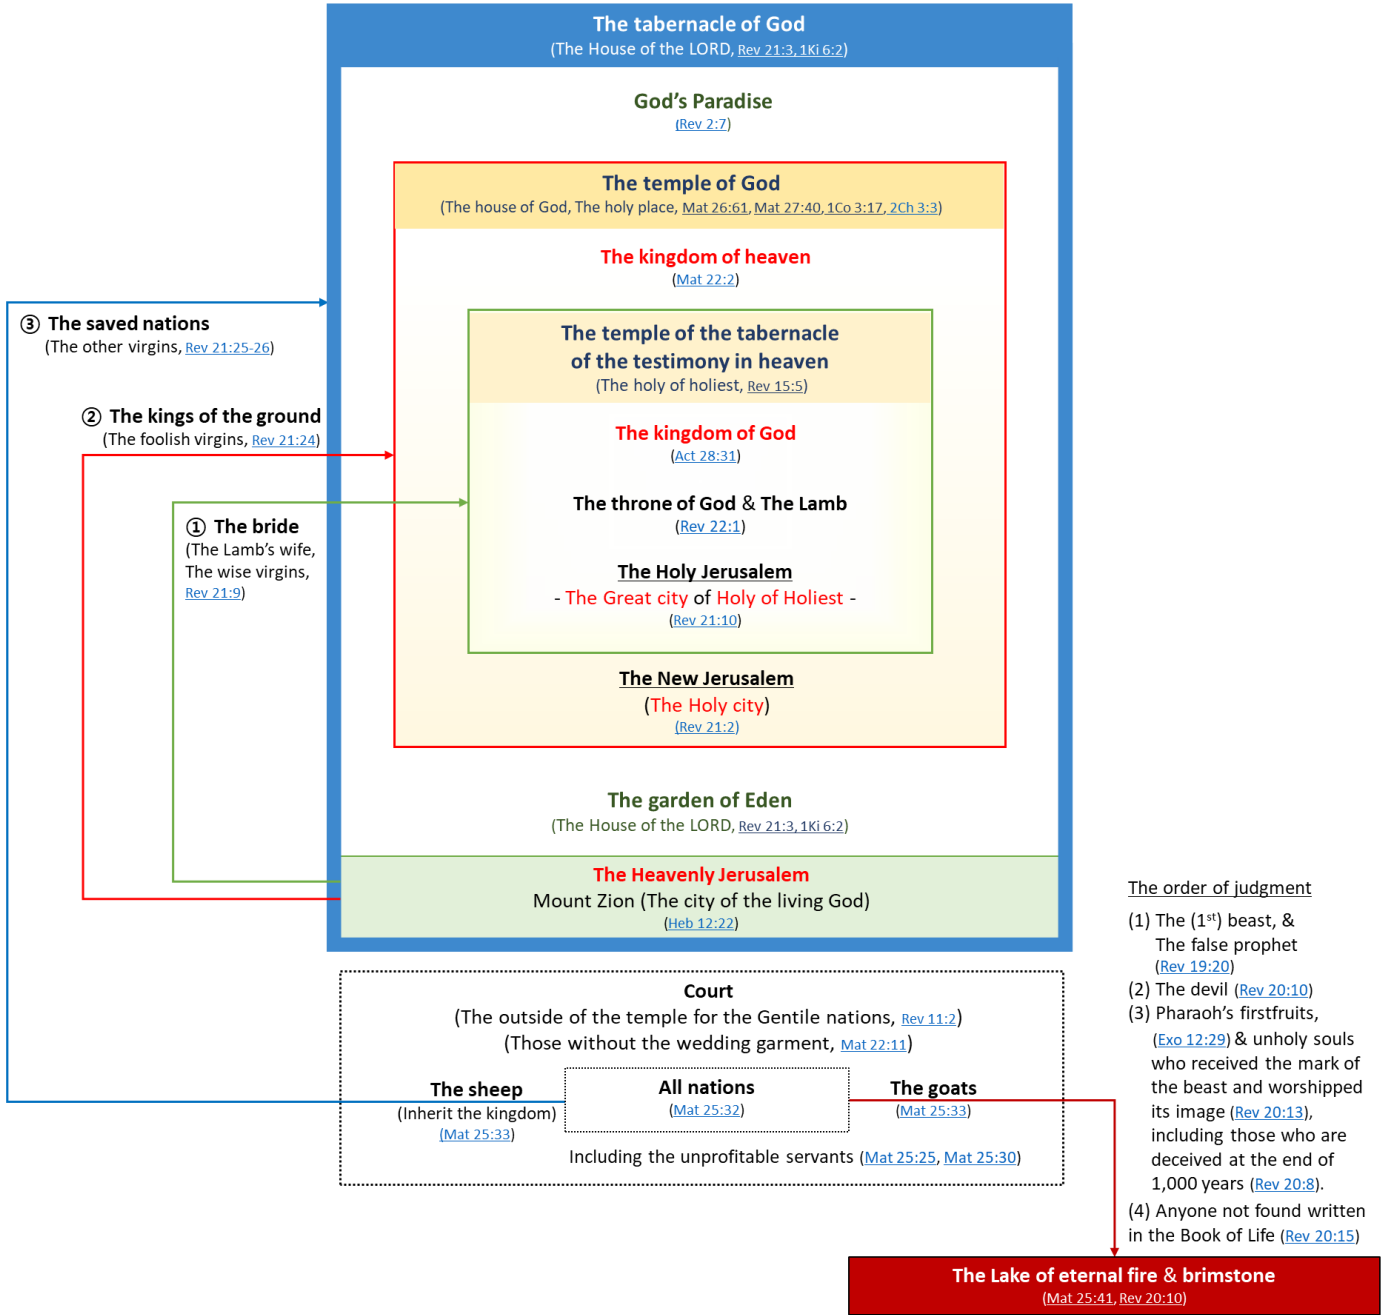 The tabernacle of God
(The House of the LORD, Rev 21:3, 1Ki 6:2)
God's Paradise
(Rev 2:7)
The temple of God
(The house of God, The holy place, Mat 26:61, Mat 27:40, 1Co 3:17, 2Ch 3:3)
The kingdom of heaven
(Mat 22:2)
The temple of the tabernacle
of the testimony in heaven
(The holy of holiest, Rev 15:5)
The kingdom of God
(Act 28:31)
The throne of God & The Lamb
(Rev 22:1)
The Holy Jerusalem
- The Great city of Holy of Holiest -
(Rev 21:10)
The New Jerusalem
(The Holy city)
(Rev 21:2)
The garden of Eden
(The House of the LORD, Rev 21:3, 1Ki 6:2)
The Heavenly Jerusalem
Mount Zion (The city of the living God)
(Heb 12:22)
③ The saved nations
(The other virgins, Rev 21:25-26)
② The kings of the ground
(The foolish virgins, Rev 21:24)
① The bride
(The Lamb's wife,
The wise virgins,
Rev 21:9)
Court
(The outside of the temple for the Gentile nations, Rev 11:2)
(Those without the wedding garment, Mat 22:11)
The sheep
(Inherit the kingdom)
(Mat 25:33)
All nations
(Mat 25:32)
The goats
(Mat 25:33)
Including the unprofitable servants (Mat 25:25, Mat 25:30)
The order of judgment
(1) The (1st) beast, &
The false prophet
(Rev 19:20)
(2) The devil (Rev 20:10)
(3) Pharaoh's firstfruits,
(Exo 12:29) & unholy souls
who received the mark of
the beast and worshipped
its image (Rev 20:13),
including those who are
deceived at the end of
1,000 years (Rev 20:8).
(4) Anyone not found written
in the Book of Life (Rev 20:15)
The Lake of eternal fire & brimstone
(Mat 25:41, Rev 20:10)